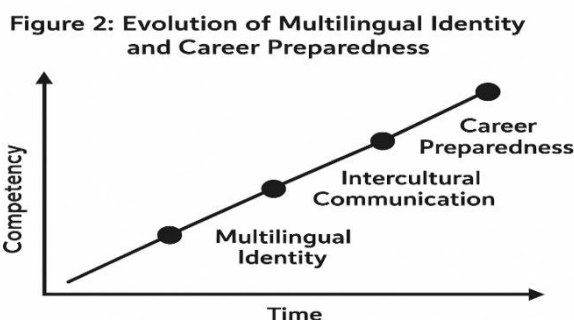 Figure 2: Evolution of Multilingual Identity
and Career Preparedness
Competency
Career
Preparedness
Intercultural
Communication
Multilingual
Identity
Time